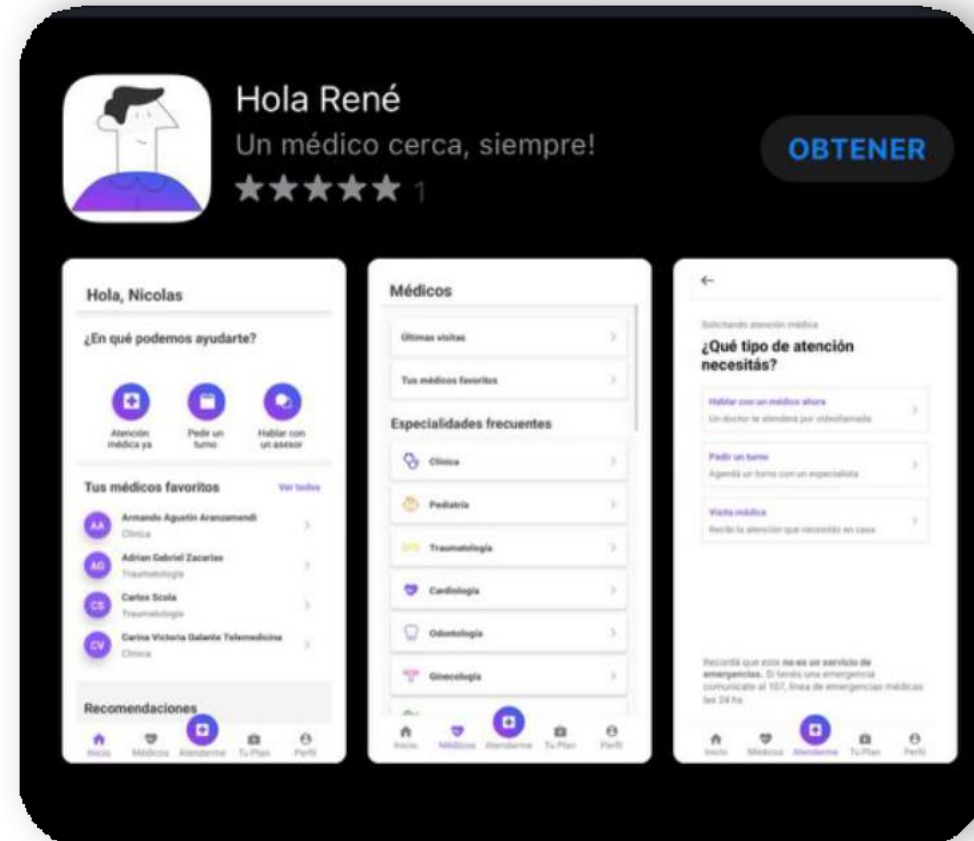 Hola René
Un médico cerca, siempre!
1
OBTENER
Hola, Nicolas
¿En qué podemos ayudarte?
Atención
médica ya
Pedir un
turno
Hablar con
un asesor
Tus médicos favoritos
Ver todos
AA
Armando Agustin Aranzamendi
Clínica
AG
Adrian Gabriel Zacarias
Traumatología
CS
Carlos Scola
Traumatología
CV
Carina Victoria Galante Telemedicina
Clínica
Recomendaciones
Inicio
Médicos
Atenderme
Tu Plan
Perfil
Médicos
Últimas visitas
Tus médicos favoritos
Especialidades frecuentes
Clínica
Pediatría
Traumatología
Cardiología
Odontología
Ginecología
Inicio
Médicos
Atenderme
Tu Plan
Perfil
Solicitando atención médica
¿Qué tipo de atención
necesitás?
Hablar con un médico ahora
Un doctor te atenderá por videollamada
Pedir un turno
Agendá un turno con un especialista
Visita médica
Recibí la atención que necesitás en casa
Recordá que este no es un servicio de
emergencias. Si tenés una emergencia
comunicate al 107, línea de emergencias médicas
las 24 hs.
Inicio
Médicos
Atenderme
Tu Plan
Perfil